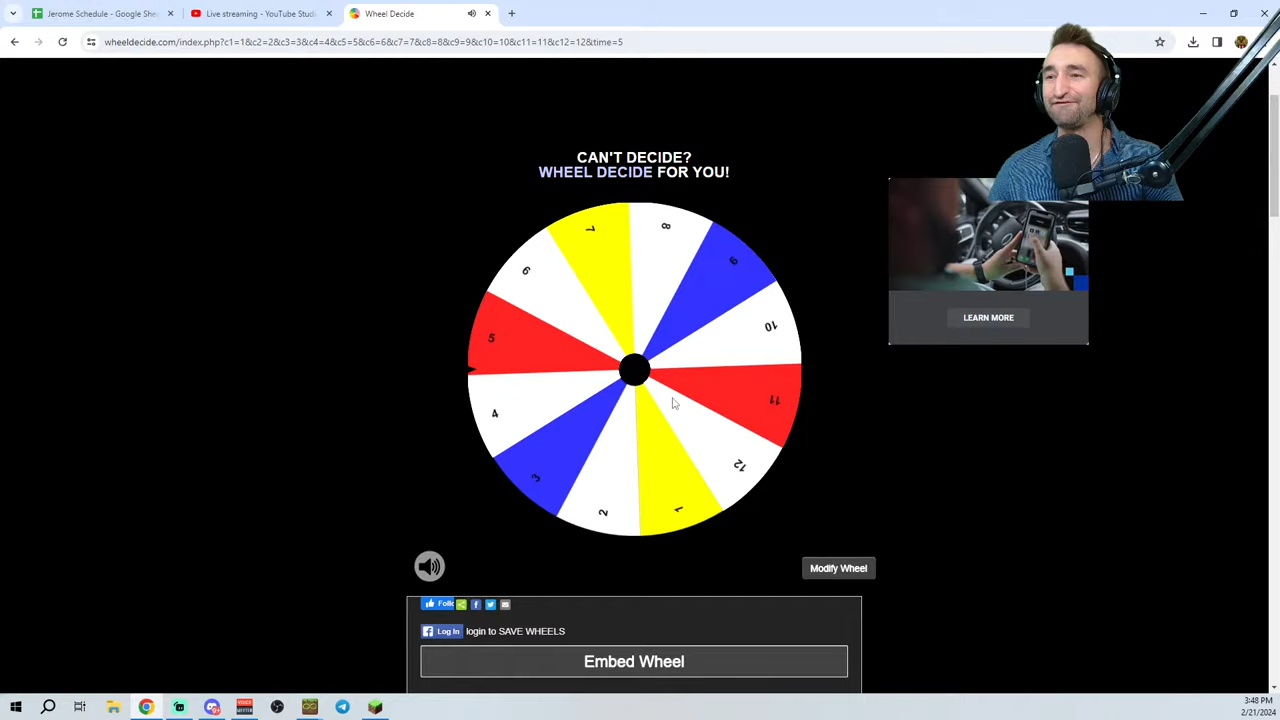 Jerome Schedule - Google She
Live streaming - YouTube Studi
Wheel Decide
wheeldecide.com/index.php?c1=1&c2=2&c3=3&c4=4&c5=5&c6=6&c7=7&c8=8&c9=9&c10=10&c11=11&c12=12&time=5
CAN'T DECIDE?
WHEEL DECIDE FOR YOU!
7
8
6
9
5
10
4
11
3
12
2
1
LEARN MORE
Modify Wheel
Follo
Log In login to SAVE WHEELS
Embed Wheel
3:48 PM
2/21/2024